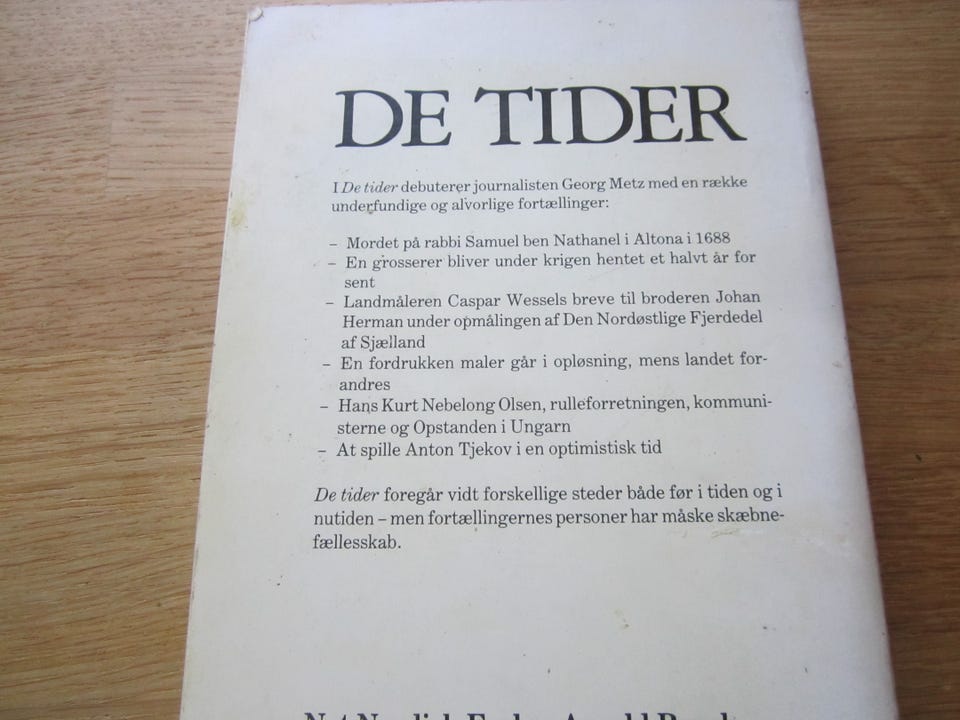 DE TIDER
I De tider debuterer journalisten Georg Metz med en række
underfundige og alvorlige fortællinger:
– Mordet på rabbi Samuel ben Nathanel i Altona i 1688
– En grosserer bliver under krigen hentet et halvt år for
sent
– Landmåleren Caspar Wessels breve til broderen Johan
Herman under opmålingen af Den Nordøstlige Fjerdedel
af Sjælland
– En fordrukken maler går i opløsning, mens landet for-
andres
– Hans Kurt Nebelong Olsen, rulleforretningen, kommuni-
sterne og Opstanden i Ungarn
– At spille Anton Tjekov i en optimistisk tid
De tider foregår vidt forskellige steder både før i tiden og i
nutiden – men fortællingernes personer har måske skæbne-
fællesskab.